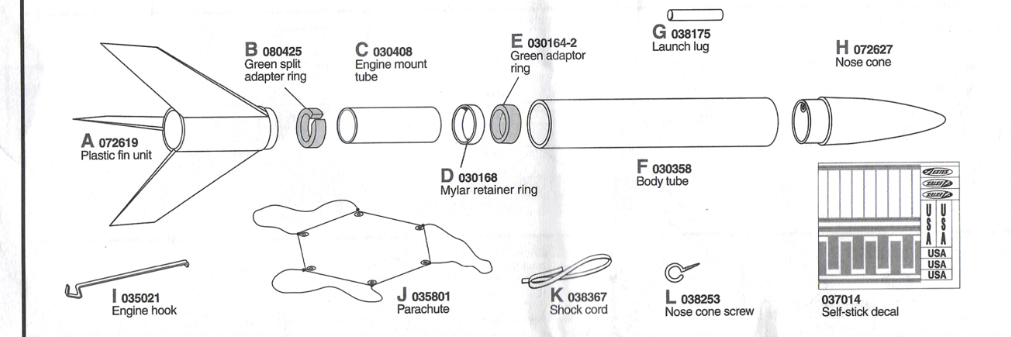 G 038175
Launch lug
B 080425
Green split
adapter ring
C 030408
Engine mount
tube
E 030164-2
Green adaptor
ring
H 072627
Nose cone
A 072619
Plastic fin unit
D 030168
Mylar retainer ring
F 030358
Body tube
USA
USA
USA
USA
USA
I 035021
Engine hook
J 035801
Parachute
K 038367
Shock cord
L 038253
Nose cone screw
037014
Self-stick decal